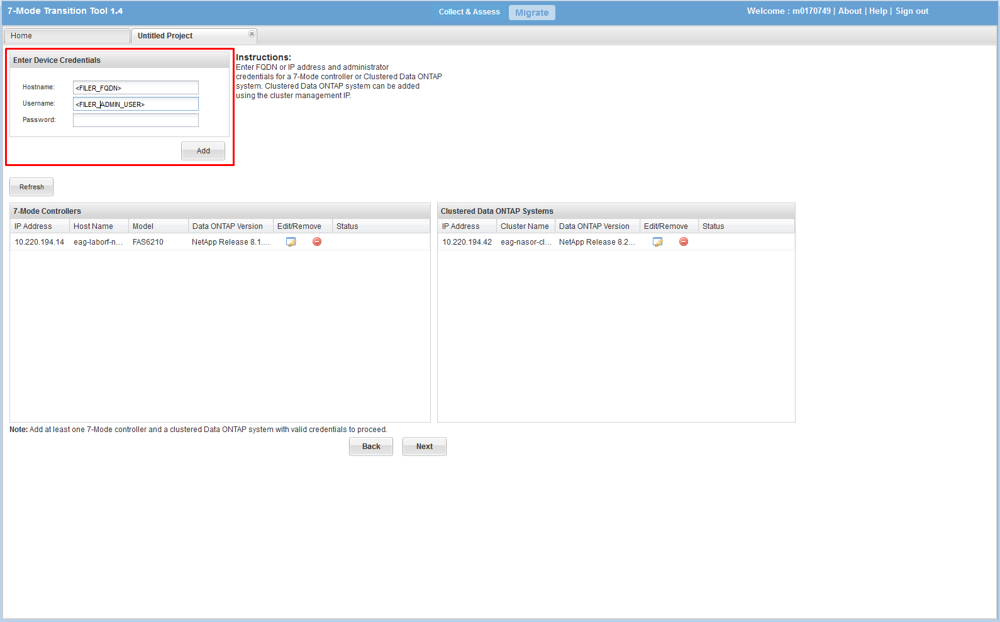 7-Mode Transition Tool 1.4
Collect & Assess Migrate
Welcome : m0170749 | About | Help | Sign out
Home
Untitled Project
Enter Device Credentials
Hostname: <FILER_FQDN>
Username: <FILER_ADMIN_USER>
Password:
Add
Instructions:
Enter FQDN or IP address and administrator
credentials for a 7-Mode controller or Clustered Data ONTAP
system. Clustered Data ONTAP system can be added
using the cluster management IP.
Refresh
7-Mode Controllers
IP Address Host Name Model Data ONTAP Version Edit/Remove Status
10.220.194.14 eag-laborf-n... FAS6210 NetApp Release 8.1....
Clustered Data ONTAP Systems
IP Address Cluster Name Data ONTAP Version Edit/Remove Status
10.220.194.42 eag-nasor-cl... NetApp Release 8.2...
Note: Add at least one 7-Mode controller and a clustered Data ONTAP system with valid credentials to proceed.
Back Next